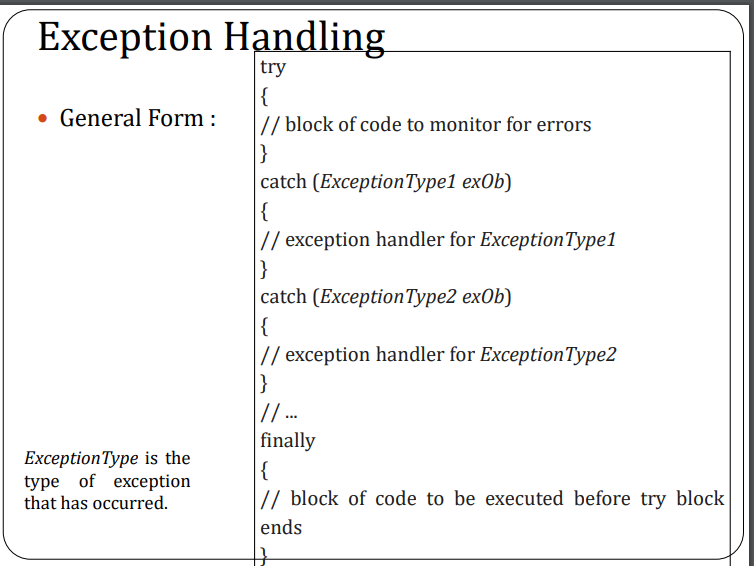 Exception Handling
• General Form :
try
{
// block of code to monitor for errors
}
catch (ExceptionType1 exOb)
{
// exception handler for ExceptionType1
}
catch (ExceptionType2 exOb)
{
// exception handler for ExceptionType2
}
// ...
finally
{
// block of code to be executed before try block
ends
}
ExceptionType is the
type of exception
that has occurred.